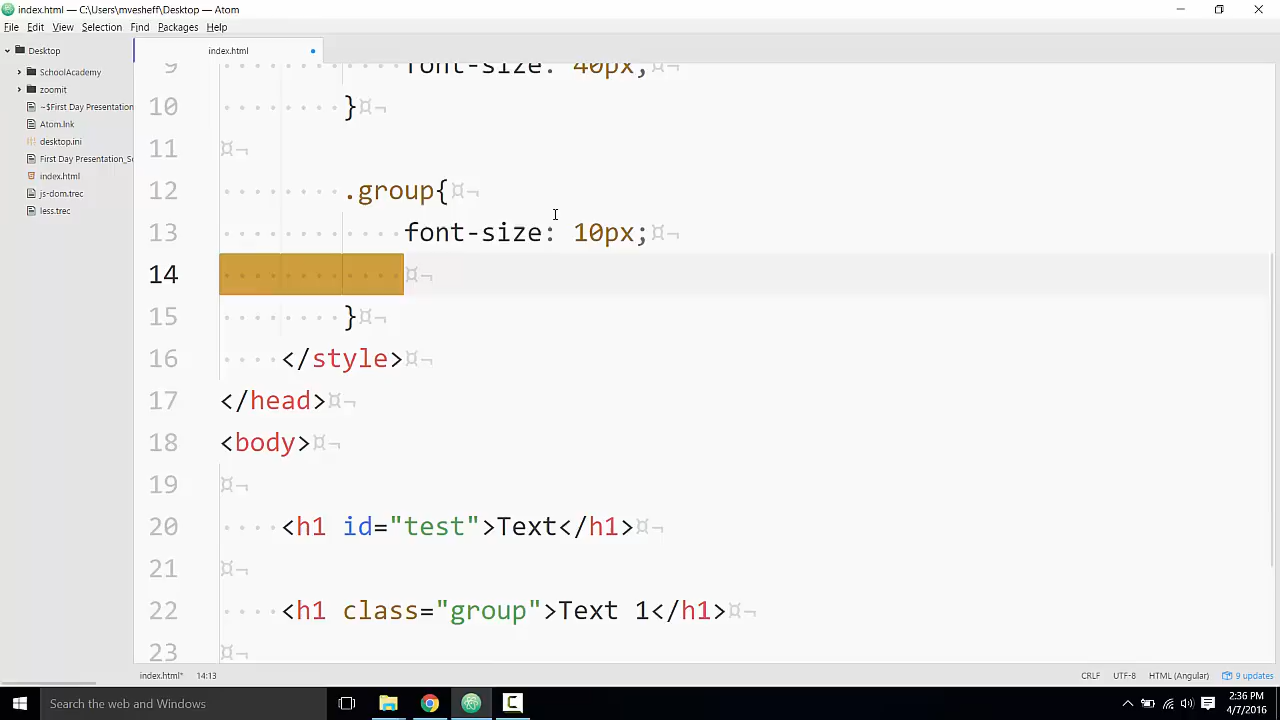 index.html — C:\Users\mvesheff\Desktop — Atom
File Edit View Selection Find Packages Help
Desktop
SchoolAcademy
zoomit
~$First Day Presentation
Atom.lnk
desktop.ini
First Day Presentation_Se
index.html
js-dom.trec
less.trec
index.html
9 font-size: 40px;
10 }
11
12 .group{
13 font-size: 10px;
14
15 }
16 </style>
17 </head>
18 <body>
19
20 <h1 id="test">Text</h1>
21
22 <h1 class="group">Text 1</h1>
23
index.html* 14:13 CRLF UTF-8 HTML (Angular) 9 updates
Search the web and Windows
2:36 PM
4/7/2016